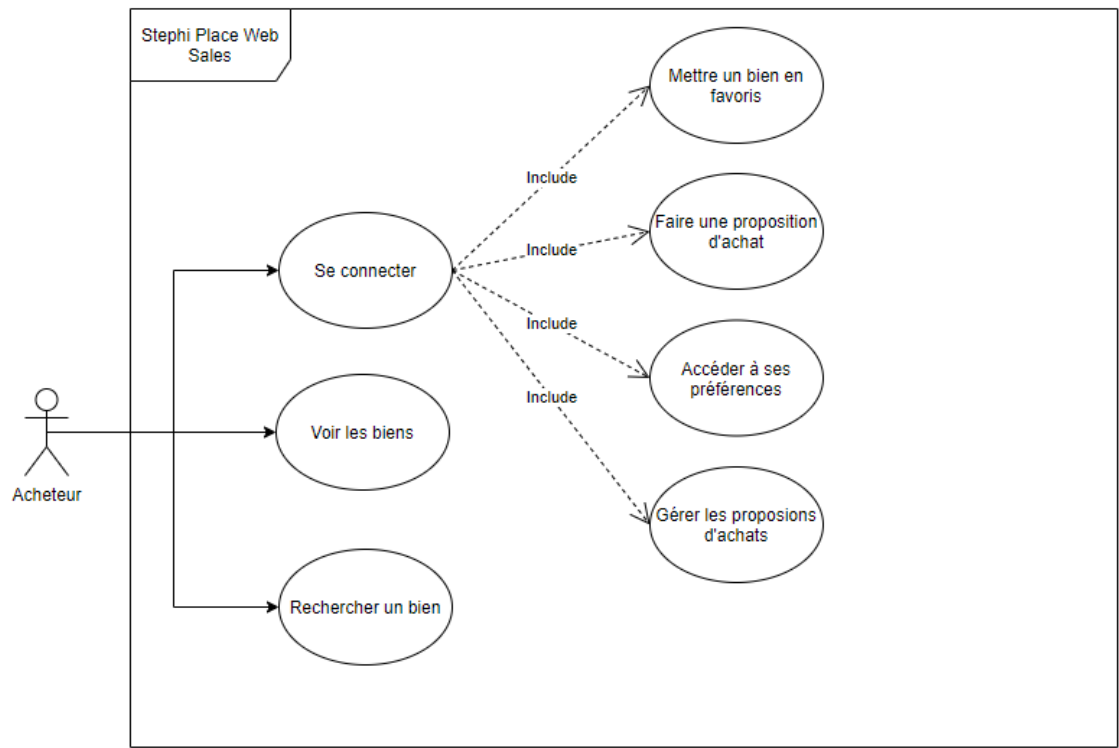 Stephi Place Web
Sales
Mettre un bien en
favoris
Include
Faire une proposition
d'achat
Include
Se connecter
Include
Accéder à ses
préférences
Include
Voir les biens
Acheteur
Gérer les proposions
d'achats
Rechercher un bien